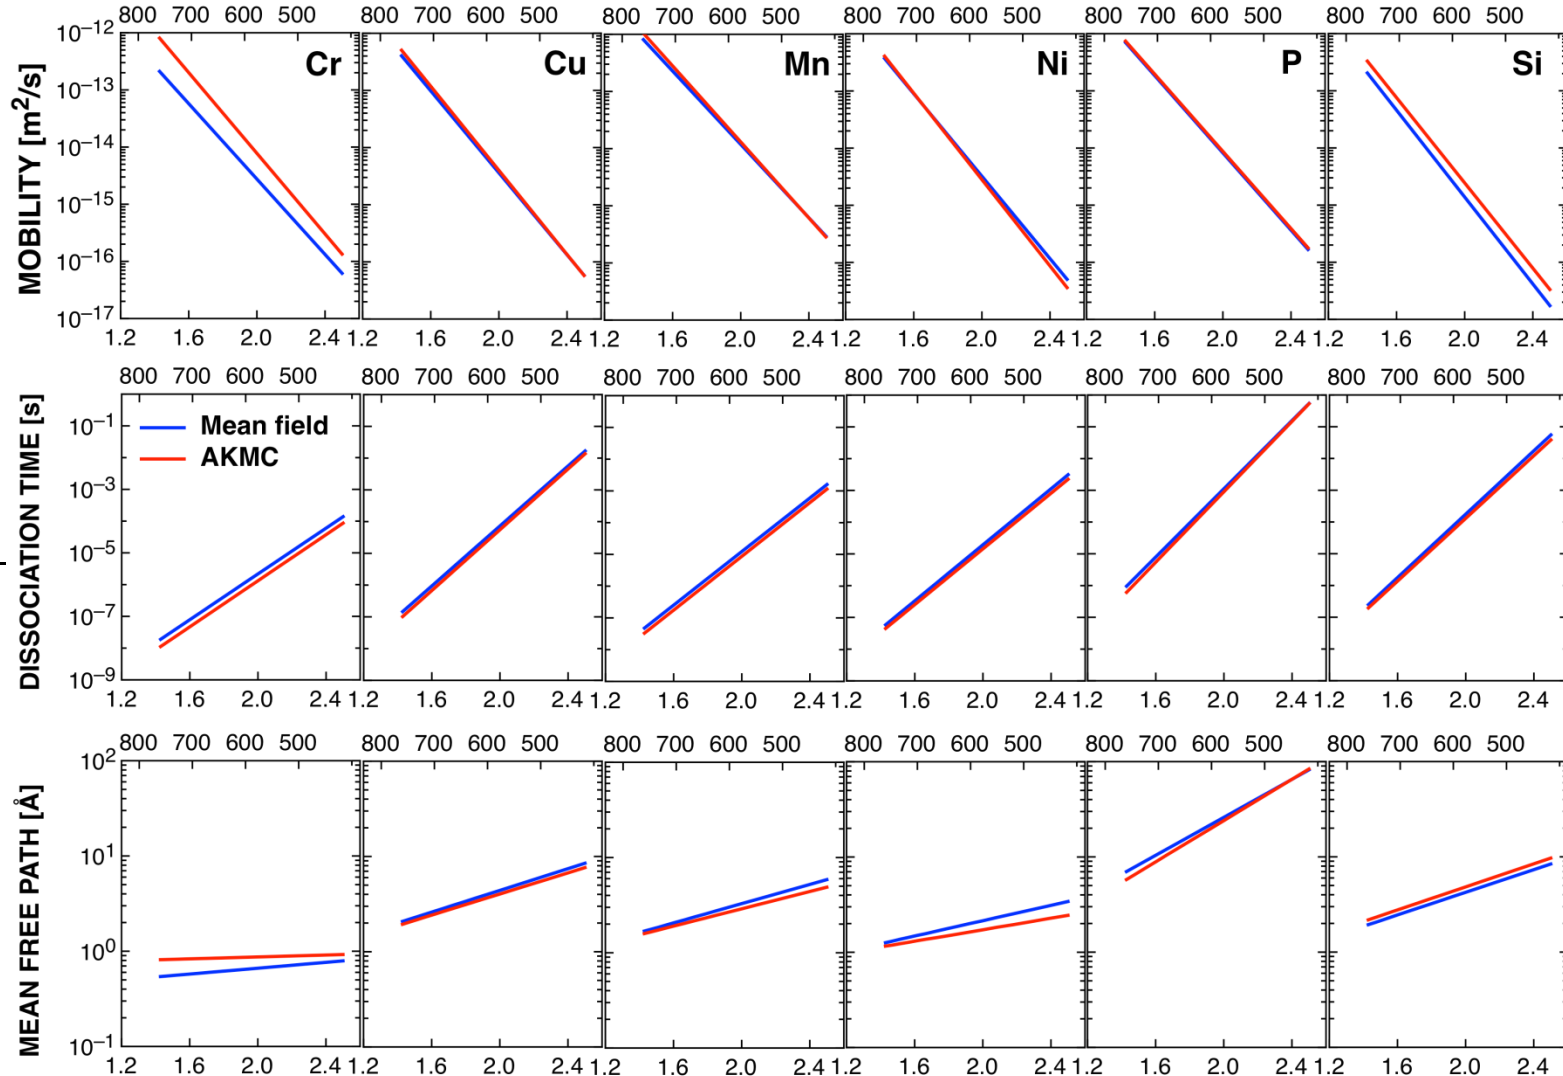 800 700 600 500 800 700 600 500 800 700 600 500 800 700 600 500 800 700 600 500 800 700 600 500
MOBILITY [m²/s]
10⁻¹²
10⁻¹³
10⁻¹⁴
10⁻¹⁵
10⁻¹⁶
10⁻¹⁷
Cr Cu Mn Ni P Si
1.2 1.6 2.0 2.4 1.2 1.6 2.0 2.4 1.2 1.6 2.0 2.4 1.2 1.6 2.0 2.4 1.2 1.6 2.0 2.4 1.2 1.6 2.0 2.4
800 700 600 500 800 700 600 500 800 700 600 500 800 700 600 500 800 700 600 500 800 700 600 500
DISSOCIATION TIME [s]
10⁻¹
10⁻³
10⁻⁵
10⁻⁷
10⁻⁹
Mean field
AKMC
1.2 1.6 2.0 2.4 1.2 1.6 2.0 2.4 1.2 1.6 2.0 2.4 1.2 1.6 2.0 2.4 1.2 1.6 2.0 2.4 1.2 1.6 2.0 2.4
800 700 600 500 800 700 600 500 800 700 600 500 800 700 600 500 800 700 600 500 800 700 600 500
MEAN FREE PATH [Å]
10²
10¹
10⁰
10⁻¹
1.2 1.6 2.0 2.4 1.2 1.6 2.0 2.4 1.2 1.6 2.0 2.4 1.2 1.6 2.0 2.4 1.2 1.6 2.0 2.4 1.2 1.6 2.0 2.4